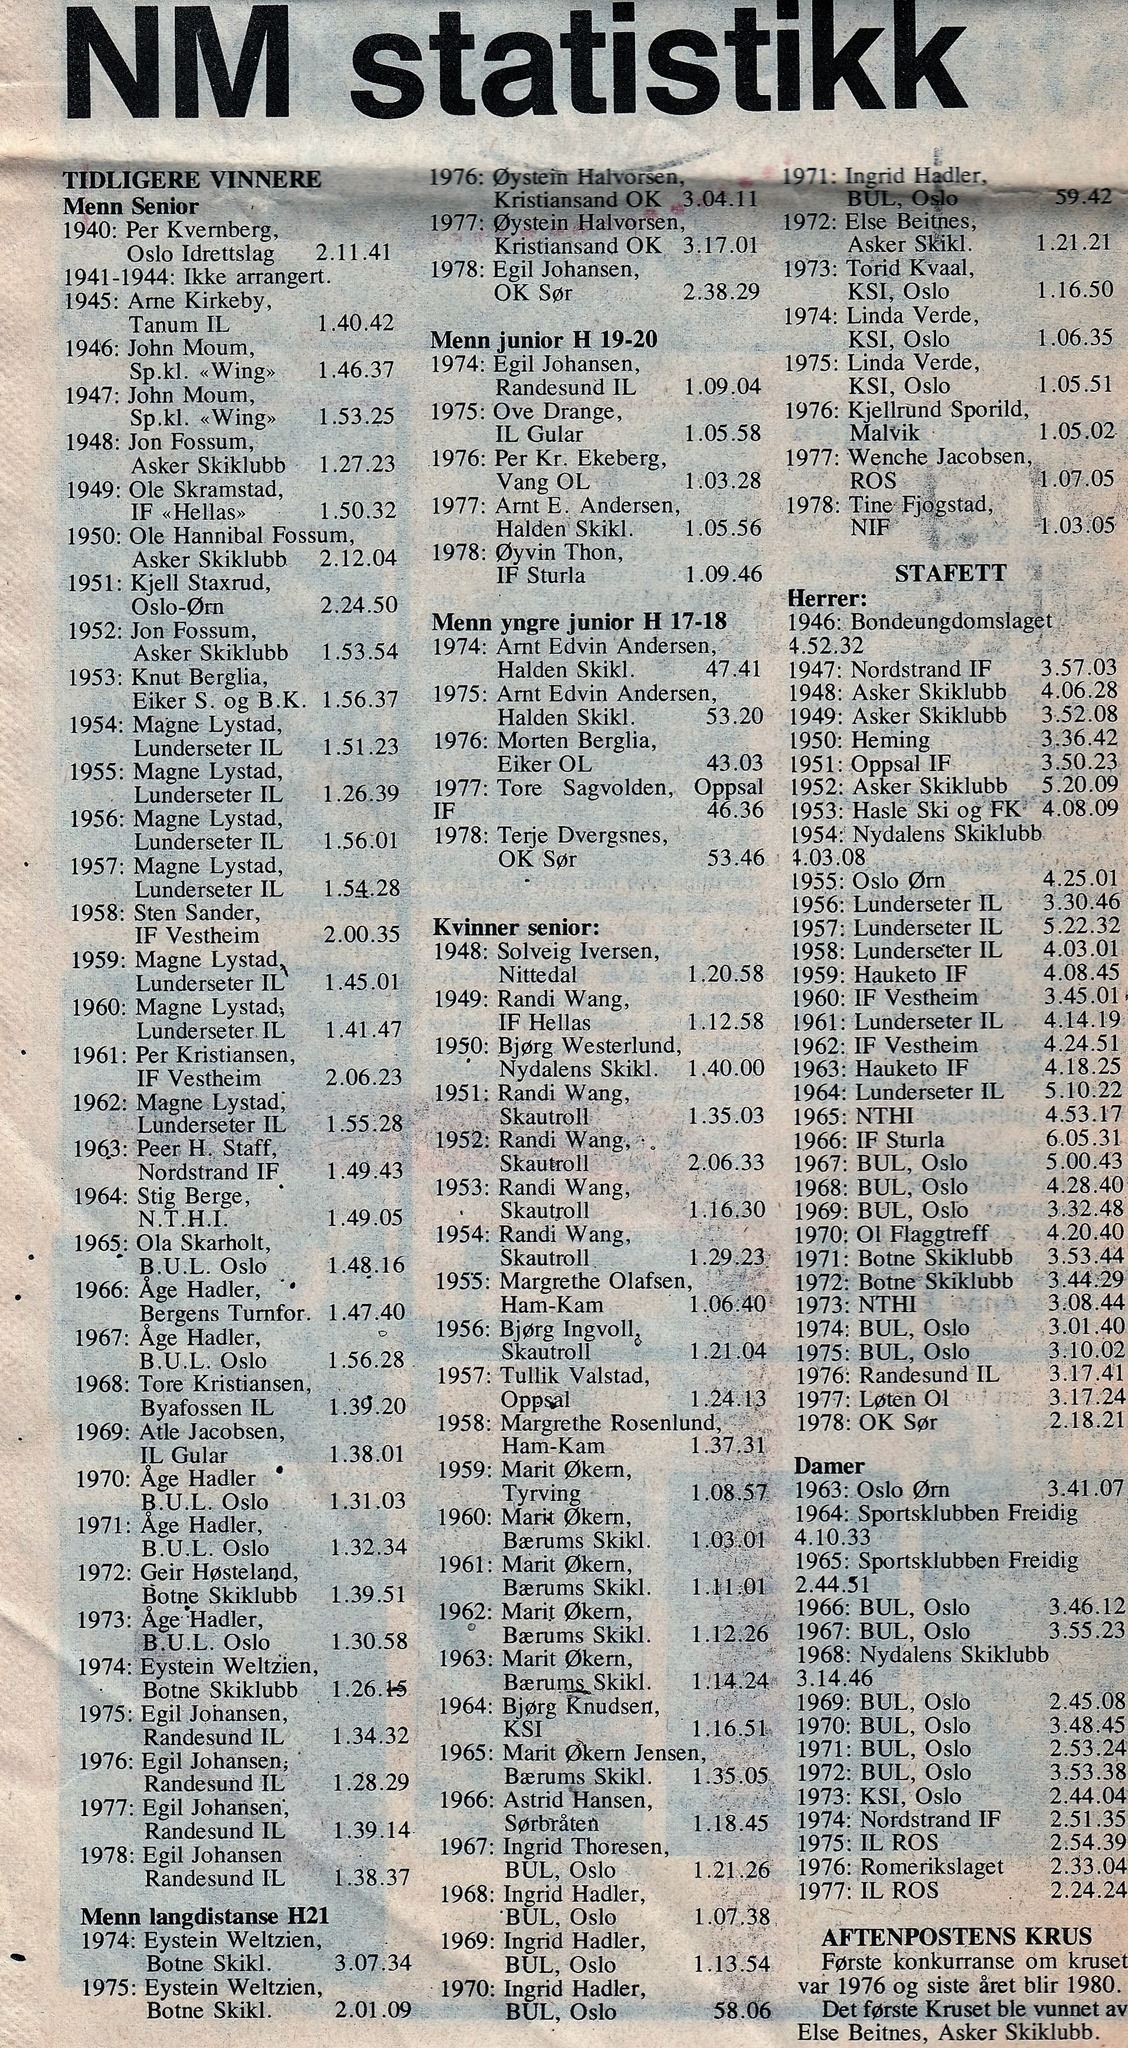 NM statistikk
TIDLIGERE VINNERE
Menn Senior
1940: Per Kvernberg,
Oslo Idrettslag 2.11.41
1941-1944: Ikke arrangert.
1945: Arne Kirkeby,
Tanum IL 1.40.42
1946: John Moum,
Sp.kl. «Wing» 1.46.37
1947: John Moum,
Sp.kl. «Wing» 1.53.25
1948: Jon Fossum,
Asker Skiklubb 1.27.23
1949: Ole Skramstad,
IF «Hellas» 1.50.32
1950: Ole Hannibal Fossum,
Asker Skiklubb 2.12.04
1951: Kjell Staxrud,
Oslo-Ørn 2.24.50
1952: Jon Fossum,
Asker Skiklubb 1.53.54
1953: Knut Berglia,
Eiker S. og B.K. 1.56.37
1954: Magne Lystad,
Lunderseter IL 1.51.23
1955: Magne Lystad,
Lunderseter IL 1.26.39
1956: Magne Lystad,
Lunderseter IL 1.56.01
1957: Magne Lystad,
Lunderseter IL 1.54.28
1958: Sten Sander,
IF Vestheim 2.00.35
1959: Magne Lystad,
Lunderseter IL 1.45.01
1960: Magne Lystad,
Lunderseter IL 1.41.47
1961: Per Kristiansen,
IF Vestheim 2.06.23
1962: Magne Lystad,
Lunderseter IL 1.55.28
1963: Peer H. Staff,
Nordstrand IF 1.49.43
1964: Stig Berge,
N.T.H.I. 1.49.05
1965: Ola Skarholt,
B.U.L. Oslo 1.48.16
1966: Åge Hadler,
Bergens Turnfor. 1.47.40
1967: Åge Hadler,
B.U.L. Oslo 1.56.28
1968: Tore Kristiansen,
Byafossen IL 1.39.20
1969: Atle Jacobsen,
IL Gular 1.38.01
1970: Åge Hadler
B.U.L. Oslo 1.31.03
1971: Åge Hadler,
B.U.L. Oslo 1.32.34
1972: Geir Høsteland,
Botne Skiklubb 1.39.51
1973: Åge Hadler,
B.U.L. Oslo 1.30.58
1974: Eystein Weltzien,
Botne Skiklubb 1.26.15
1975: Egil Johansen,
Randesund IL 1.34.32
1976: Egil Johansen,
Randesund IL 1.28.29
1977: Egil Johansen,
Randesund IL 1.39.14
1978: Egil Johansen
Randesund IL 1.38.37
Menn langdistanse H21
1974: Eystein Weltzien,
Botne Skikl. 3.07.34
1975: Eystein Weltzien,
Botne Skikl. 2.01.09
1976: Øystein Halvorsen,
Kristiansand OK 3.04.11
1977: Øystein Halvorsen,
Kristiansand OK 3.17.01
1978: Egil Johansen,
OK Sør 2.38.29
Menn junior H 19-20
1974: Egil Johansen,
Randesund IL 1.09.04
1975: Ove Drange,
IL Gular 1.05.58
1976: Per Kr. Ekeberg,
Vang OL 1.03.28
1977: Arnt E. Andersen,
Halden Skikl. 1.05.56
1978: Øyvin Thon,
IF Sturla 1.09.46
Menn yngre junior H 17-18
1974: Arnt Edvin Andersen,
Halden Skikl. 47.41
1975: Arnt Edvin Andersen,
Halden Skikl. 53.20
1976: Morten Berglia,
Eiker OL 43.03
1977: Tore Sagvolden, Oppsal
IF 46.36
1978: Terje Dvergsnes,
OK Sør 53.46
Kvinner senior:
1948: Solveig Iversen,
Nittedal 1.20.58
1949: Randi Wang,
IF Hellas 1.12.58
1950: Bjørg Westerlund,
Nydalens Skikl. 1.40.00
1951: Randi Wang,
Skautroll 1.35.03
1952: Randi Wang,
Skautroll 2.06.33
1953: Randi Wang,
Skautroll 1.16.30
1954: Randi Wang,
Skautroll 1.29.23
1955: Margrethe Olafsen,
Ham-Kam 1.06.40
1956: Bjørg Ingvoll,
Skautroll 1.21.04
1957: Tullik Valstad,
Oppsal 1.24.13
1958: Margrethe Rosenlund,
Ham-Kam 1.37.31
1959: Marit Økern,
Tyrving 1.08.57
1960: Marit Økern,
Bærums Skikl. 1.03.01
1961: Marit Økern,
Bærums Skikl. 1.11.01
1962: Marit Økern,
Bærums Skikl. 1.12.26
1963: Marit Økern,
Bærums Skikl. 1.14.24
1964: Bjørg Knudsen,
KSI 1.16.51
1965: Marit Økern Jensen,
Bærums Skikl. 1.35.05
1966: Astrid Hansen,
Sørbråten 1.18.45
1967: Ingrid Thoresen,
BUL, Oslo 1.21.26
1968: Ingrid Hadler,
BUL, Oslo 1.07.38
1969: Ingrid Hadler,
BUL, Oslo 1.13.54
1970: Ingrid Hadler,
BUL, Oslo 58.06
1971: Ingrid Hadler,
BUL, Oslo 59.42
1972: Else Beitnes,
Asker Skikl. 1.21.21
1973: Torid Kvaal,
KSI, Oslo 1.16.50
1974: Linda Verde,
KSI, Oslo 1.06.35
1975: Linda Verde,
KSI, Oslo 1.05.51
1976: Kjellrund Sporild,
Malvik 1.05.02
1977: Wenche Jacobsen,
ROS 1.07.05
1978: Tine Fjogstad,
NIF 1.03.05
STAFETT
Herrer:
1946: Bondeungdomslaget
4.52.32
1947: Nordstrand IF 3.57.03
1948: Asker Skiklubb 4.06.28
1949: Asker Skiklubb 3.52.08
1950: Heming 3.36.42
1951: Oppsal IF 3.50.23
1952: Asker Skiklubb 5.20.09
1953: Hasle Ski og FK 4.08.09
1954: Nydalens Skiklubb
4.03.08
1955: Oslo Ørn 4.25.01
1956: Lunderseter IL 3.30.46
1957: Lunderseter IL 5.22.32
1958: Lunderseter IL 4.03.01
1959: Hauketo IF 4.08.45
1960: IF Vestheim 3.45.01
1961: Lunderseter IL 4.14.19
1962: IF Vestheim 4.24.51
1963: Hauketo IF 4.18.25
1964: Lunderseter IL 5.10.22
1965: NTHI 4.53.17
1966: IF Sturla 6.05.31
1967: BUL, Oslo 5.00.43
1968: BUL, Oslo 4.28.40
1969: BUL, Oslo 3.32.48
1970: Ol Flaggtreff 4.20.40
1971: Botne Skiklubb 3.53.44
1972: Botne Skiklubb 3.44.29
1973: NTHI 3.08.44
1974: BUL, Oslo 3.01.40
1975: BUL, Oslo 3.10.02
1976: Randesund IL 3.17.41
1977: Løten Ol 3.17.24
1978: OK Sør 2.18.21
Damer
1963: Oslo Ørn 3.41.07
1964: Sportsklubben Freidig
4.10.33
1965: Sportsklubben Freidig
2.44.51
1966: BUL, Oslo 3.46.12
1967: BUL, Oslo 3.55.23
1968: Nydalens Skiklubb
3.14.46
1969: BUL, Oslo 2.45.08
1970: BUL, Oslo 3.48.45
1971: BUL, Oslo 2.53.24
1972: BUL, Oslo 3.53.38
1973: KSI, Oslo 2.44.04
1974: Nordstrand IF 2.51.35
1975: IL ROS 2.54.39
1976: Romerikslaget 2.33.04
1977: IL ROS 2.24.24
AFTENPOSTENS KRUS
Første konkurranse om kruset
var 1976 og siste året blir 1980.
Det første Kruset ble vunnet av
Else Beitnes, Asker Skiklubb.